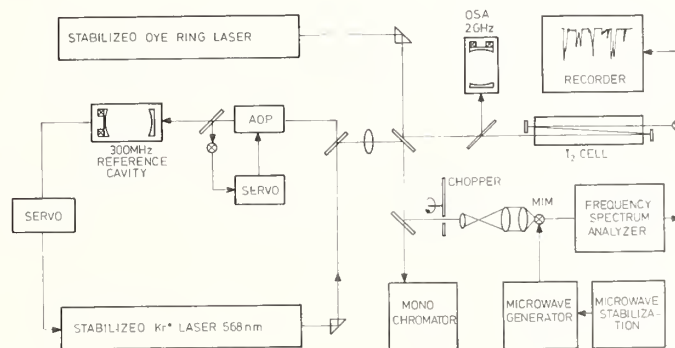 STABILIZED DYE RING LASER
OSA
2GHz
RECORDER
300MHz
REFERENCE
CAVITY
AOP
SERVO
SERVO
I₂ CELL
CHOPPER
MIM
FREQUENCY
SPECTRUM
ANALYZER
STABILIZED Kr⁺ LASER 568nm
MONO
CHROMATOR
MICROWAVE
GENERATOR
MICROWAVE
STABILIZA-
TION